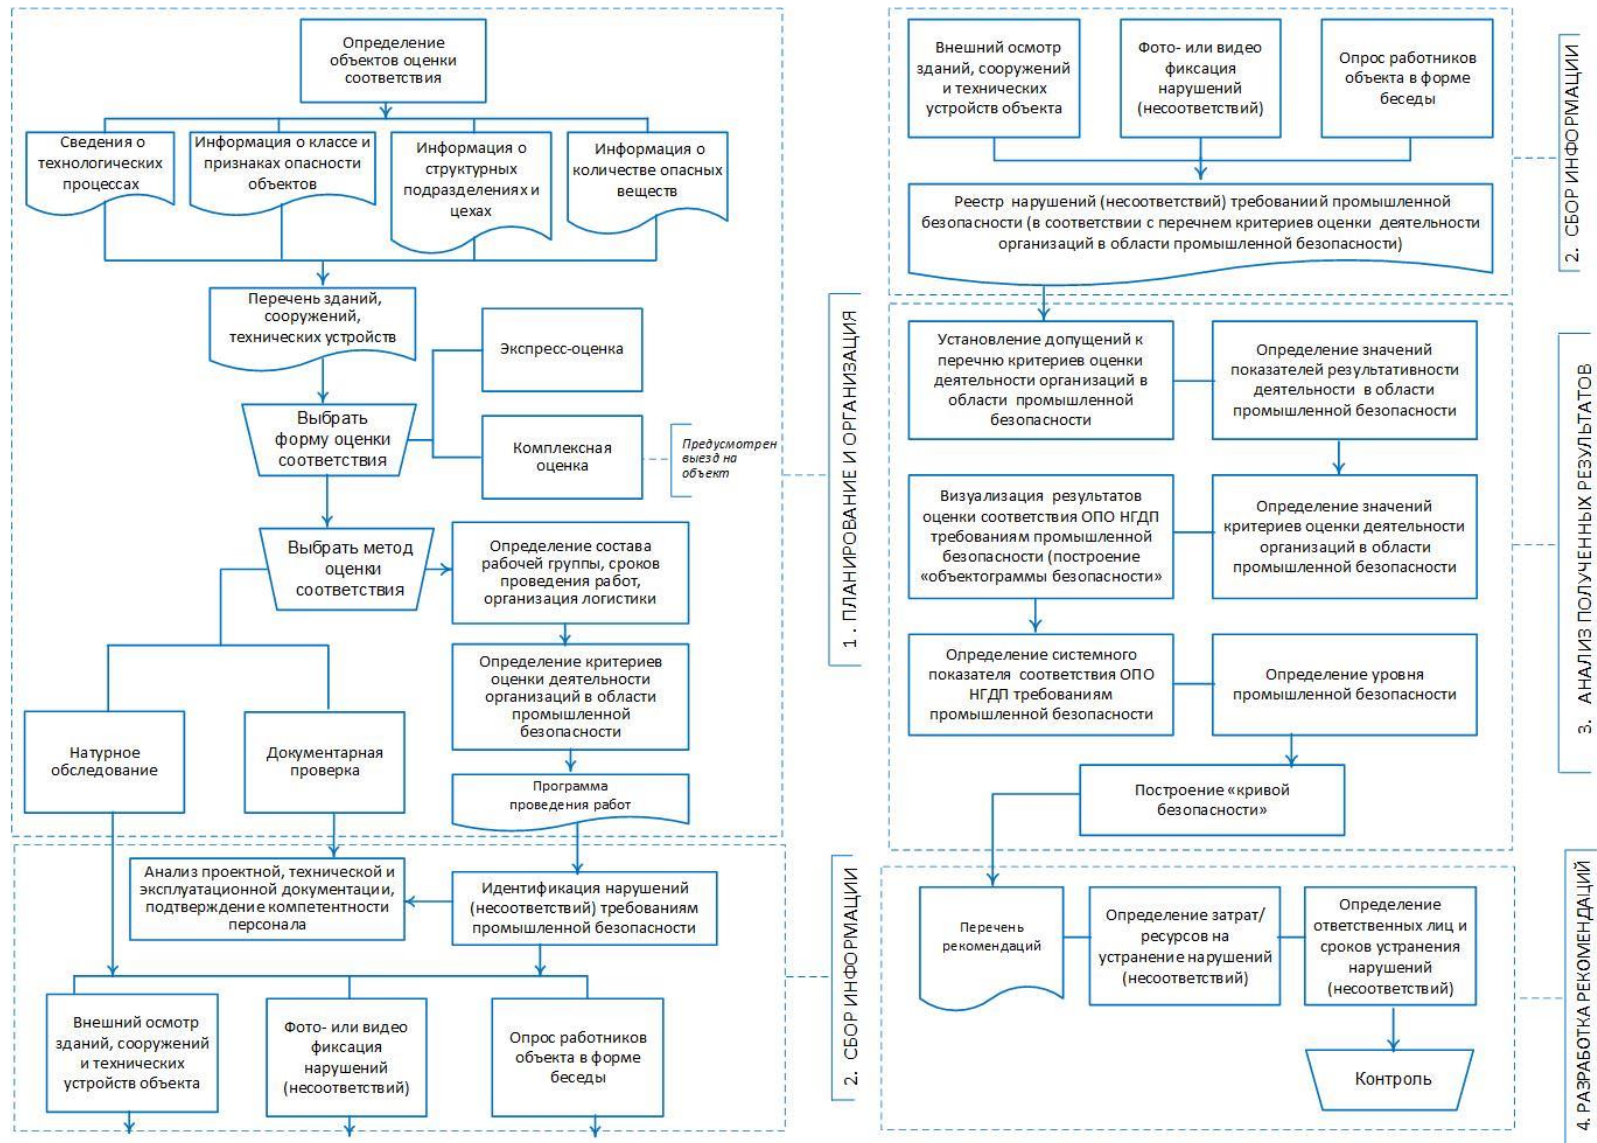 Определение
объектов оценки
соответствия
Сведения о
технологических
процессах
Информация о классе и
признаках опасности
объектов
Информация о
структурных
подразделениях и
цехах
Информация о
количестве опасных
веществ
Перечень зданий,
сооружений,
технических устройств
Экспресс-оценка
Выбрать
форму оценки
соответствия
Комплексная
оценка
Предусмотрен
выезд на
объект
Выбрать метод
оценки
соответствия
Определение состава
рабочей группы, сроков
проведения работ,
организация логистики
Определение критериев
оценки деятельности
организаций в области
промышленной
безопасности
Натурное
обследование
Документарная
проверка
Программа
проведения работ
1 . ПЛАНИРОВАНИЕ И ОРГАНИЗАЦИЯ
Анализ проектной, технической и
эксплуатационной документации,
подтверждение компетентности
персонала
Идентификация нарушений
(несоответствий) требованиям
промышленной безопасности
Внешний осмотр
зданий, сооружений
и технических
устройств объекта
Фото- или видео
фиксация
нарушений
(несоответствий)
Опрос работников
объекта в форме
беседы
2. СБОР ИНФОРМАЦИИ
Внешний осмотр
зданий, сооружений
и технических
устройств объекта
Фото- или видео
фиксация
нарушений
(несоответствий)
Опрос работников
объекта в форме
беседы
Реестр нарушений (несоответствий) требованиий промышленной
безопасности (в соответствии с перечнем критериев оценки деятельности
организаций в области промышленной безопасности)
2. СБОР ИНФОРМАЦИИ
Установление допущений к
перечню критериев оценки
деятельности организаций в
области промышленной
безопасности
Определение значений
показателей результативности
деятельности в области
промышленной безопасности
Визуализация результатов
оценки соответствия ОПО НГДП
требованиям промышленной
безопасности (построение
«объектограммы безопасности»
Определение значений
критериев оценки деятельности
организаций в области
промышленной безопасности
Определение системного
показателя соответствия ОПО
НГДП требованиям
промышленной безопасности
Определение уровня
промышленной безопасности
Построение «кривой
безопасности»
3. АНАЛИЗ ПОЛУЧЕННЫХ РЕЗУЛЬТАТОВ
Перечень
рекомендаций
Определение затрат/
ресурсов на
устранение нарушений
(несоответствий)
Определение
ответственных лиц и
сроков устранения
нарушений
(несоответствий)
Контроль
4. РАЗРАБОТКА РЕКОМЕНДАЦИЙ